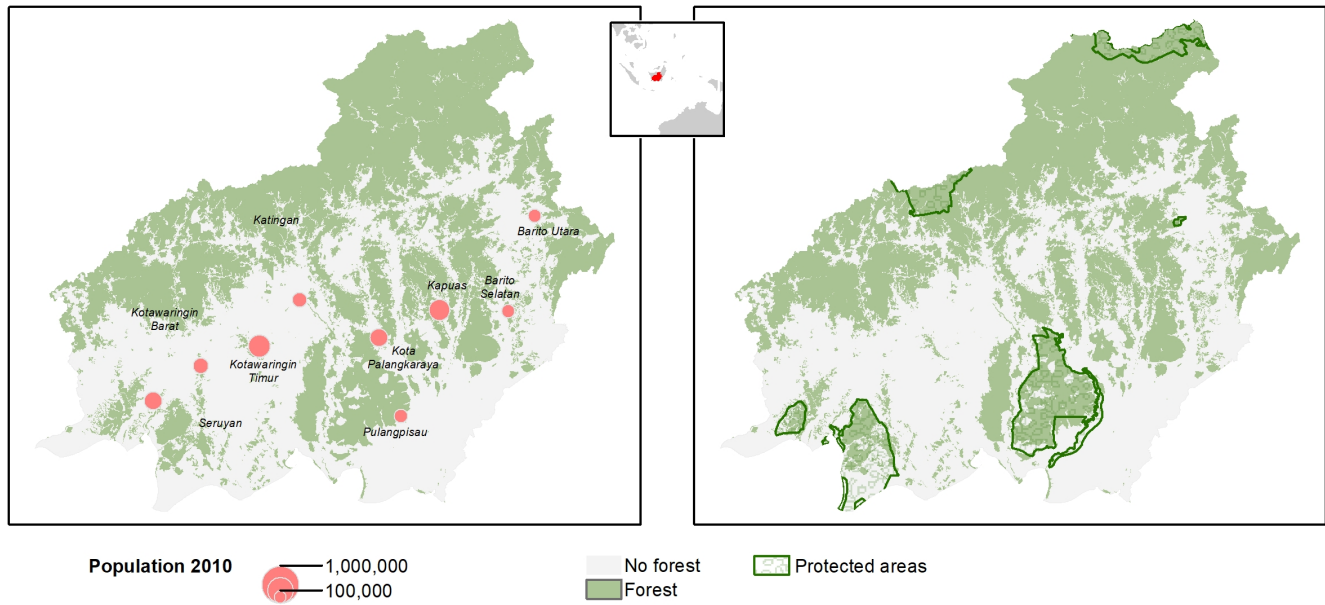 Katingan
Barito Utara
Kapuas
Barito
Selatan
Kotawaringin
Barat
Kota
Palangkaraya
Kotawaringin
Timur
Seruyan
Pulangpisau
Population 2010
1,000,000
100,000
No forest
Forest
Protected areas